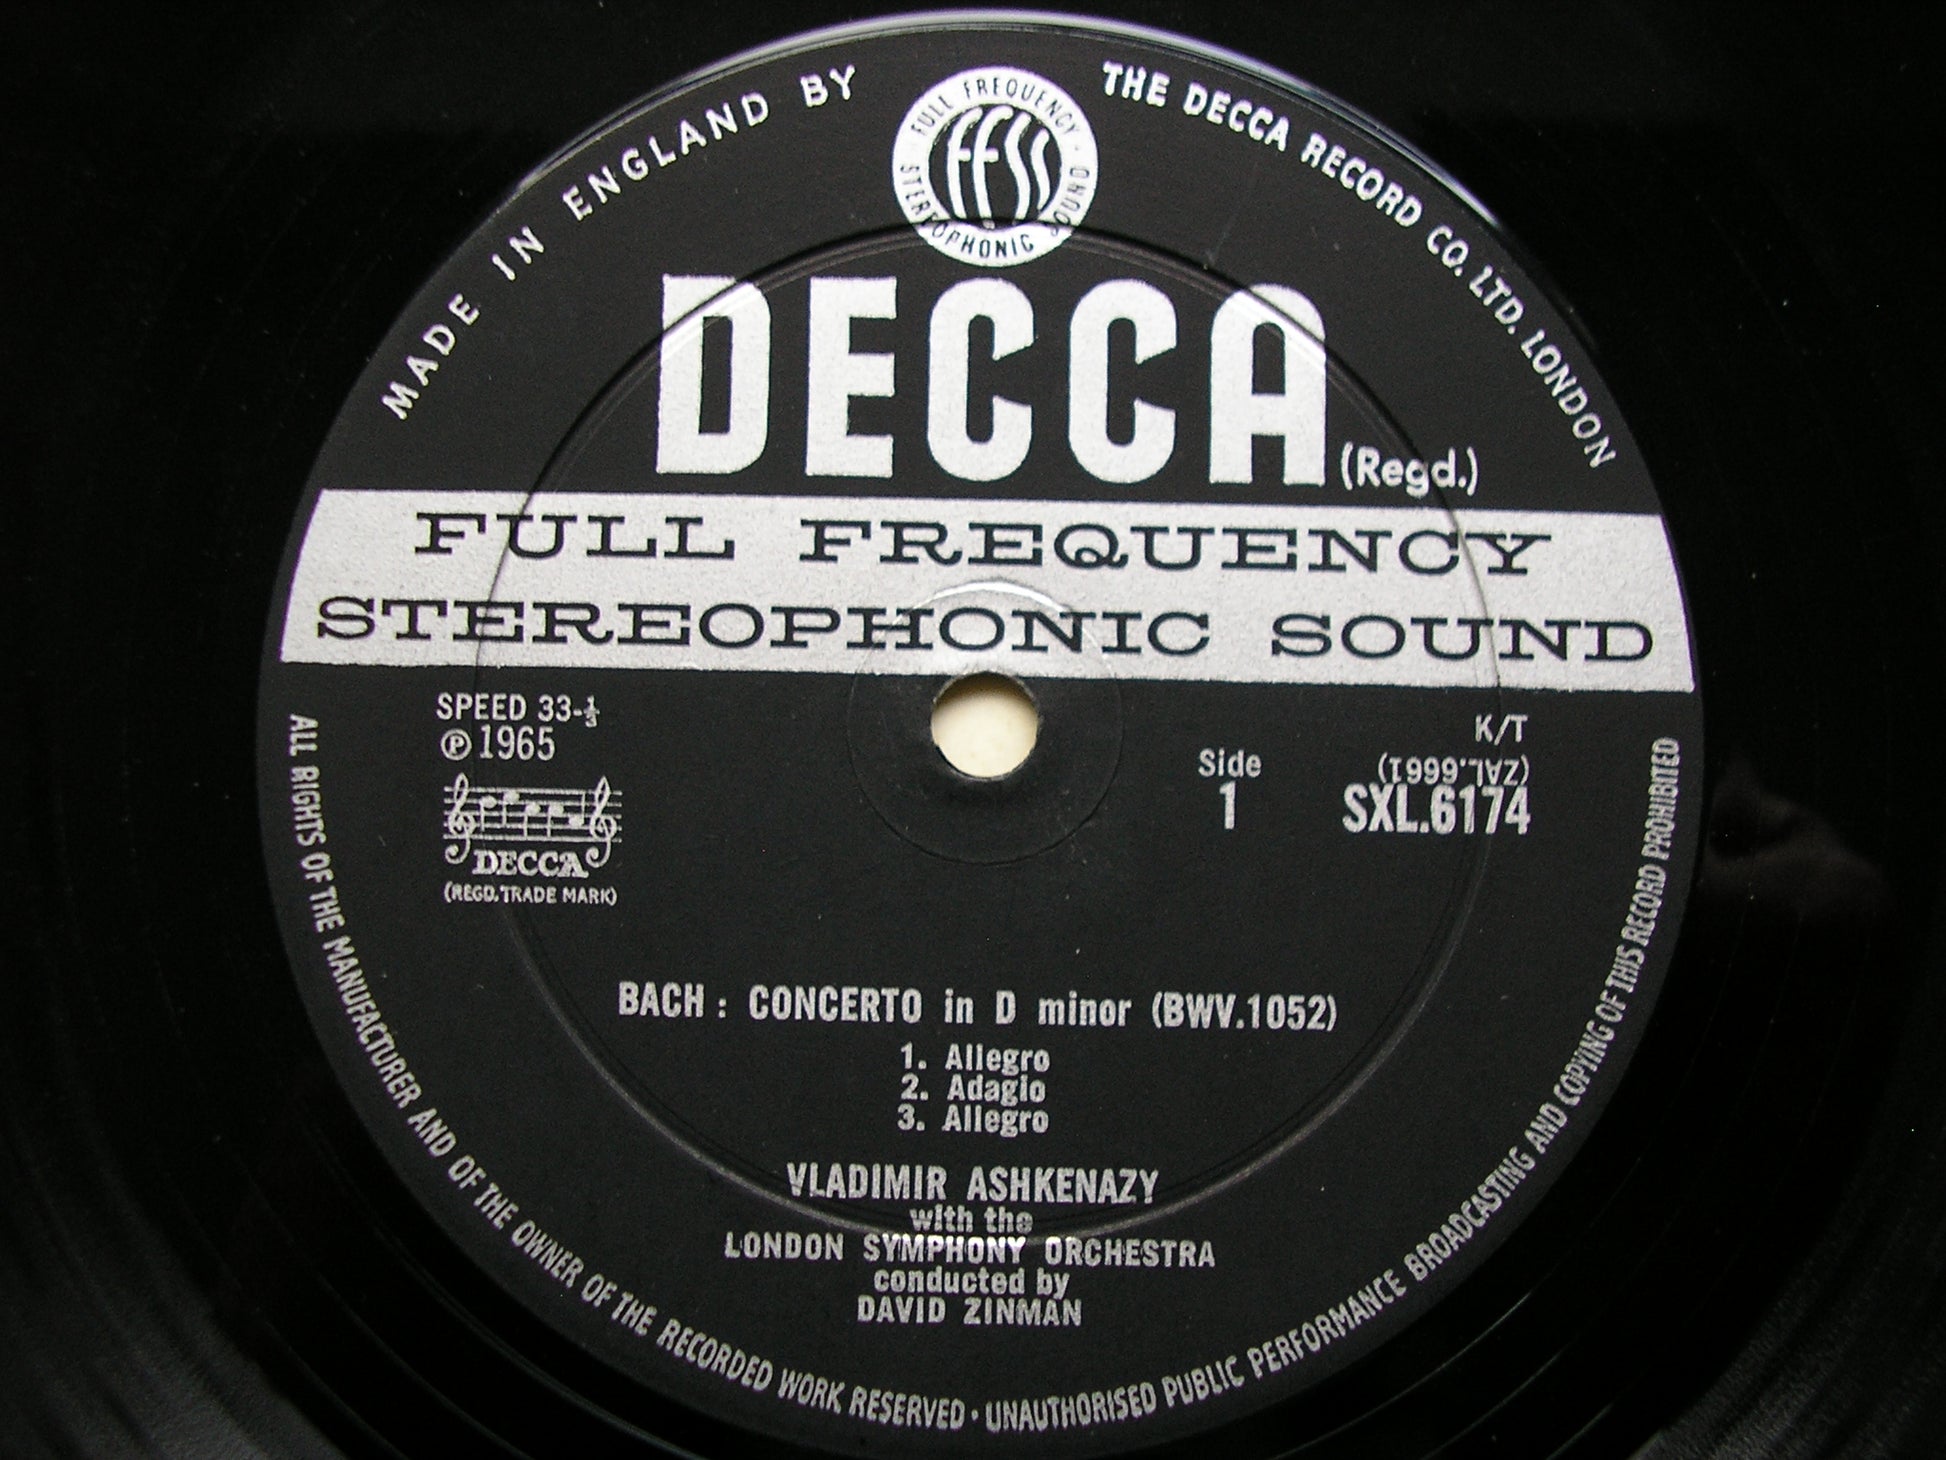 MADE IN ENGLAND BY
THE DECCA RECORD CO. LTD. LONDON
FULL FREQUENCY
STEREOPHONIC SOUND
FFSS
DECCA (Regd.)
FULL FREQUENCY
STEREOPHONIC SOUND
SPEED 33-⅓
℗ 1965
DECCA
(REGD. TRADE MARK)
K/T
(ZAL.6661)
Side
1
SXL.6174
BACH : CONCERTO in D minor (BWV.1052)
1. Allegro
2. Adagio
3. Allegro
VLADIMIR ASHKENAZY
with the
LONDON SYMPHONY ORCHESTRA
conducted by
DAVID ZINMAN
ALL RIGHTS OF THE MANUFACTURER AND OF THE OWNER OF THE RECORDED WORK RESERVED · UNAUTHORISED PUBLIC PERFORMANCE BROADCASTING AND COPYING OF THIS RECORD PROHIBITED